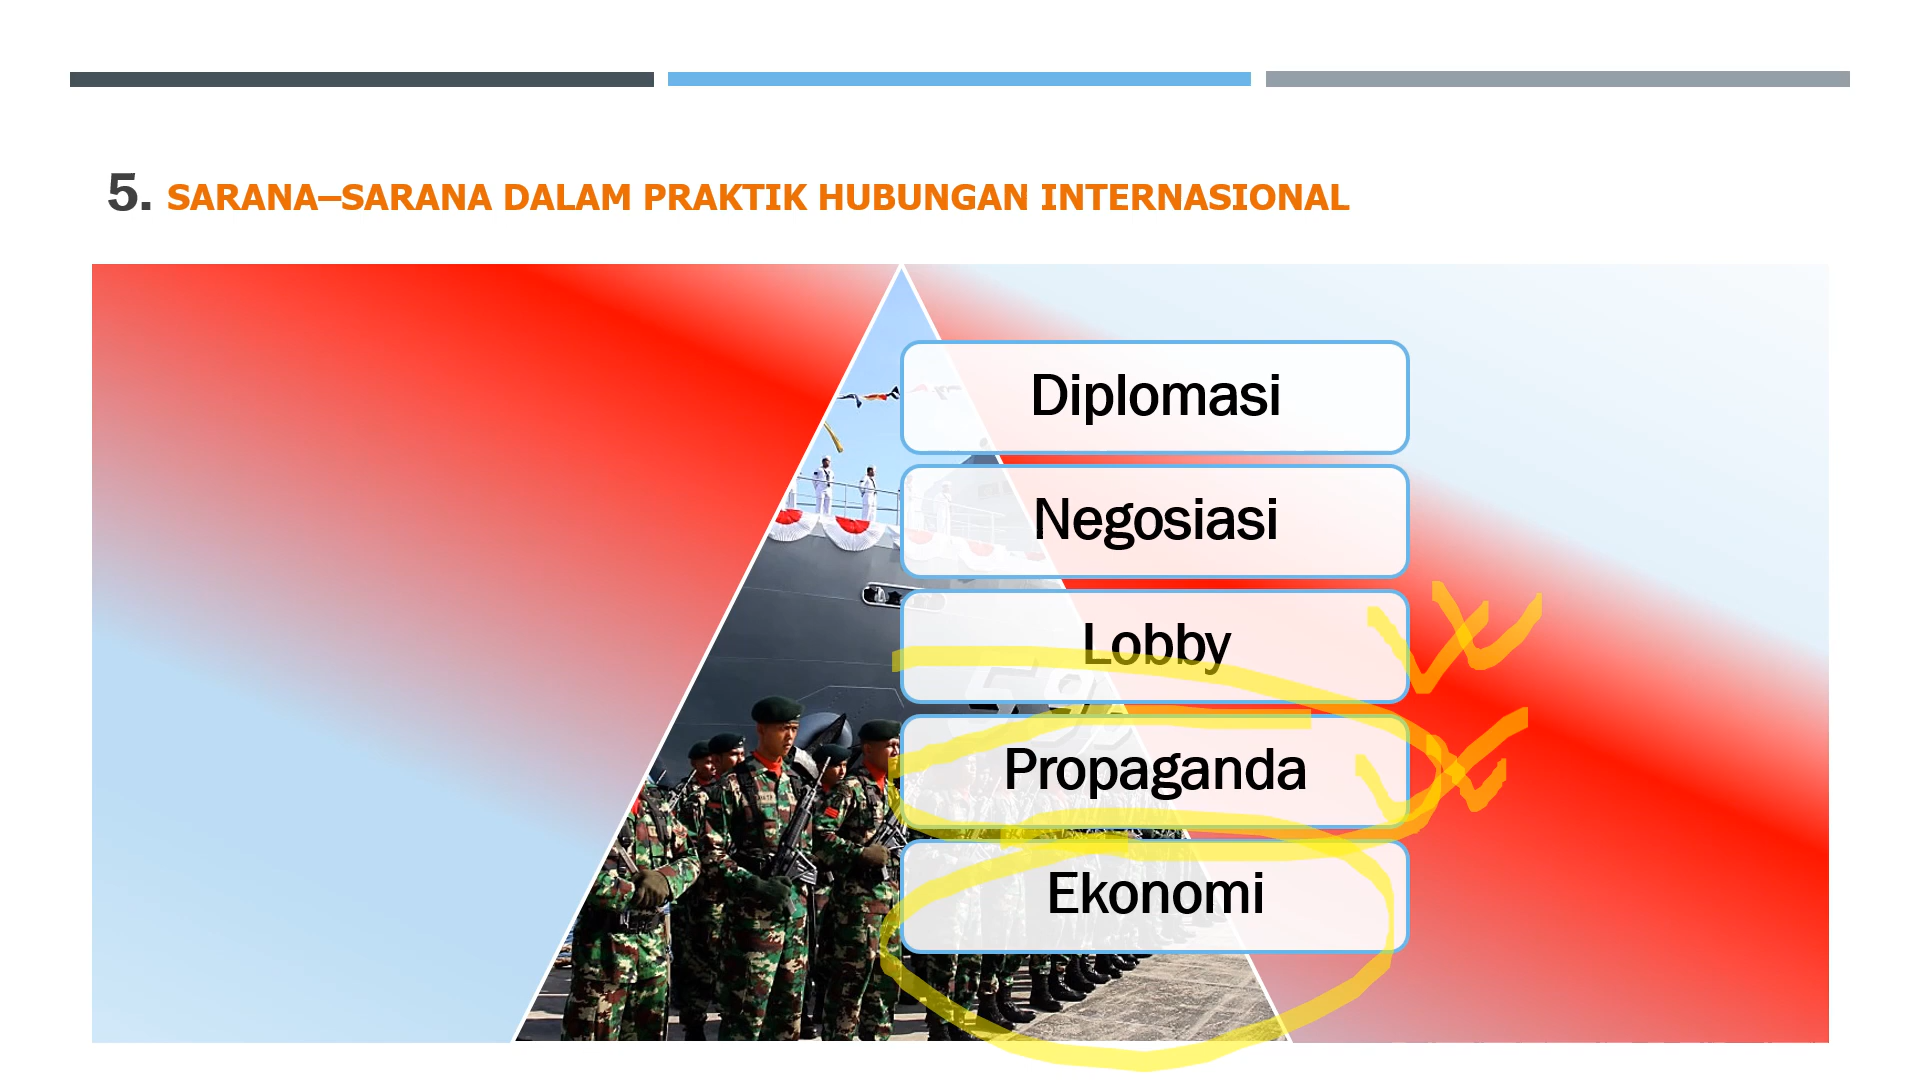 5. SARANA–SARANA DALAM PRAKTIK HUBUNGAN INTERNASIONAL
Diplomasi
Negosiasi
Lobby
Propaganda
Ekonomi